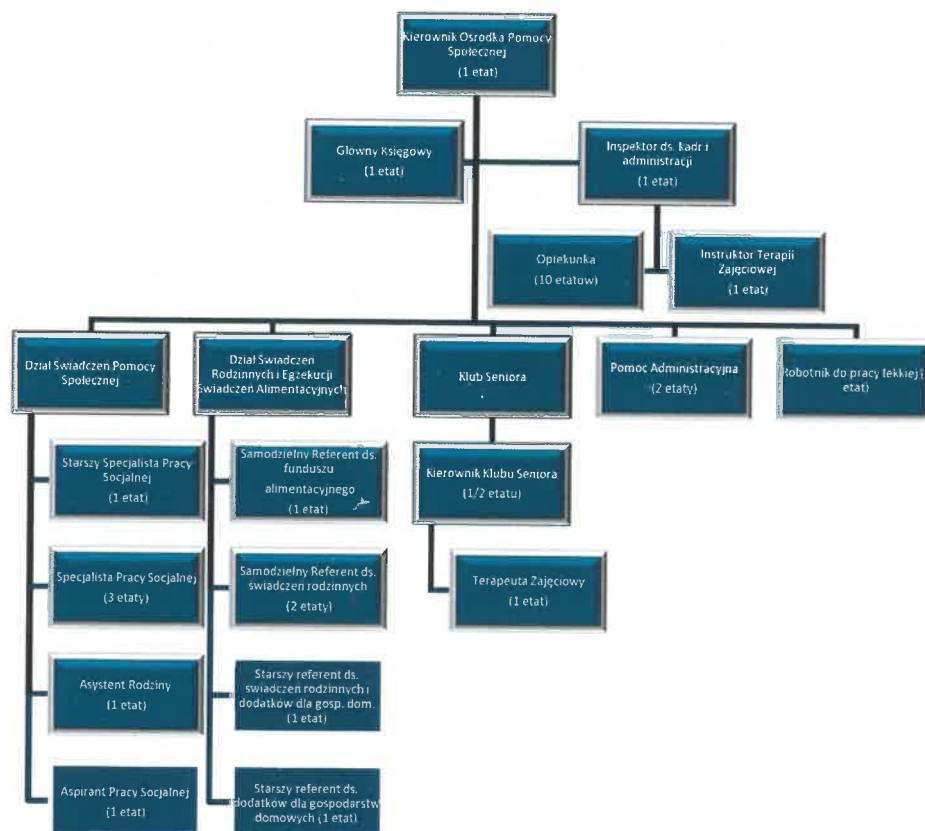 Kierownik Ośrodka Pomocy
Społecznej
(1 etat)
Główny Księgowy
(1 etat)
Inspektor ds. kadr i
administracji
(1 etat)
Opiekunka
(10 etatow)
Instruktor Terapii
Zajęciowej
(1 etat)
Dział Świadczeń Pomocy
Społecznej
Dział Świadczeń
Rodzinnych i Egzekucji
Świadczeń Alimentacyjnych
Klub Seniora
Pomoc Administracyjna
(2 etaty)
Robotnik do pracy lekkiej (
etat)
Starszy Specjalista Pracy
Socjalnej
(1 etat)
Samodzielny Referent ds.
funduszu
alimentacyjnego
(1 etat)
Kierownik Klubu Seniora
(1/2 etatu)
Specjalista Pracy Socjalnej
(3 etaty)
Samodzielny Referent ds.
świadczeń rodzinnych
(2 etaty)
Terapeuta Zajęciowy
(1 etat)
Asystent Rodziny
(1 etat)
Starszy referent ds.
świadczeń rodzinnych i
dodatków dla gosp. dom.
(1 etat)
Aspirant Pracy Socjalnej
(1 etat)
Starszy referent ds.
dodatków dla gospodarstw
domowych (1 etat)